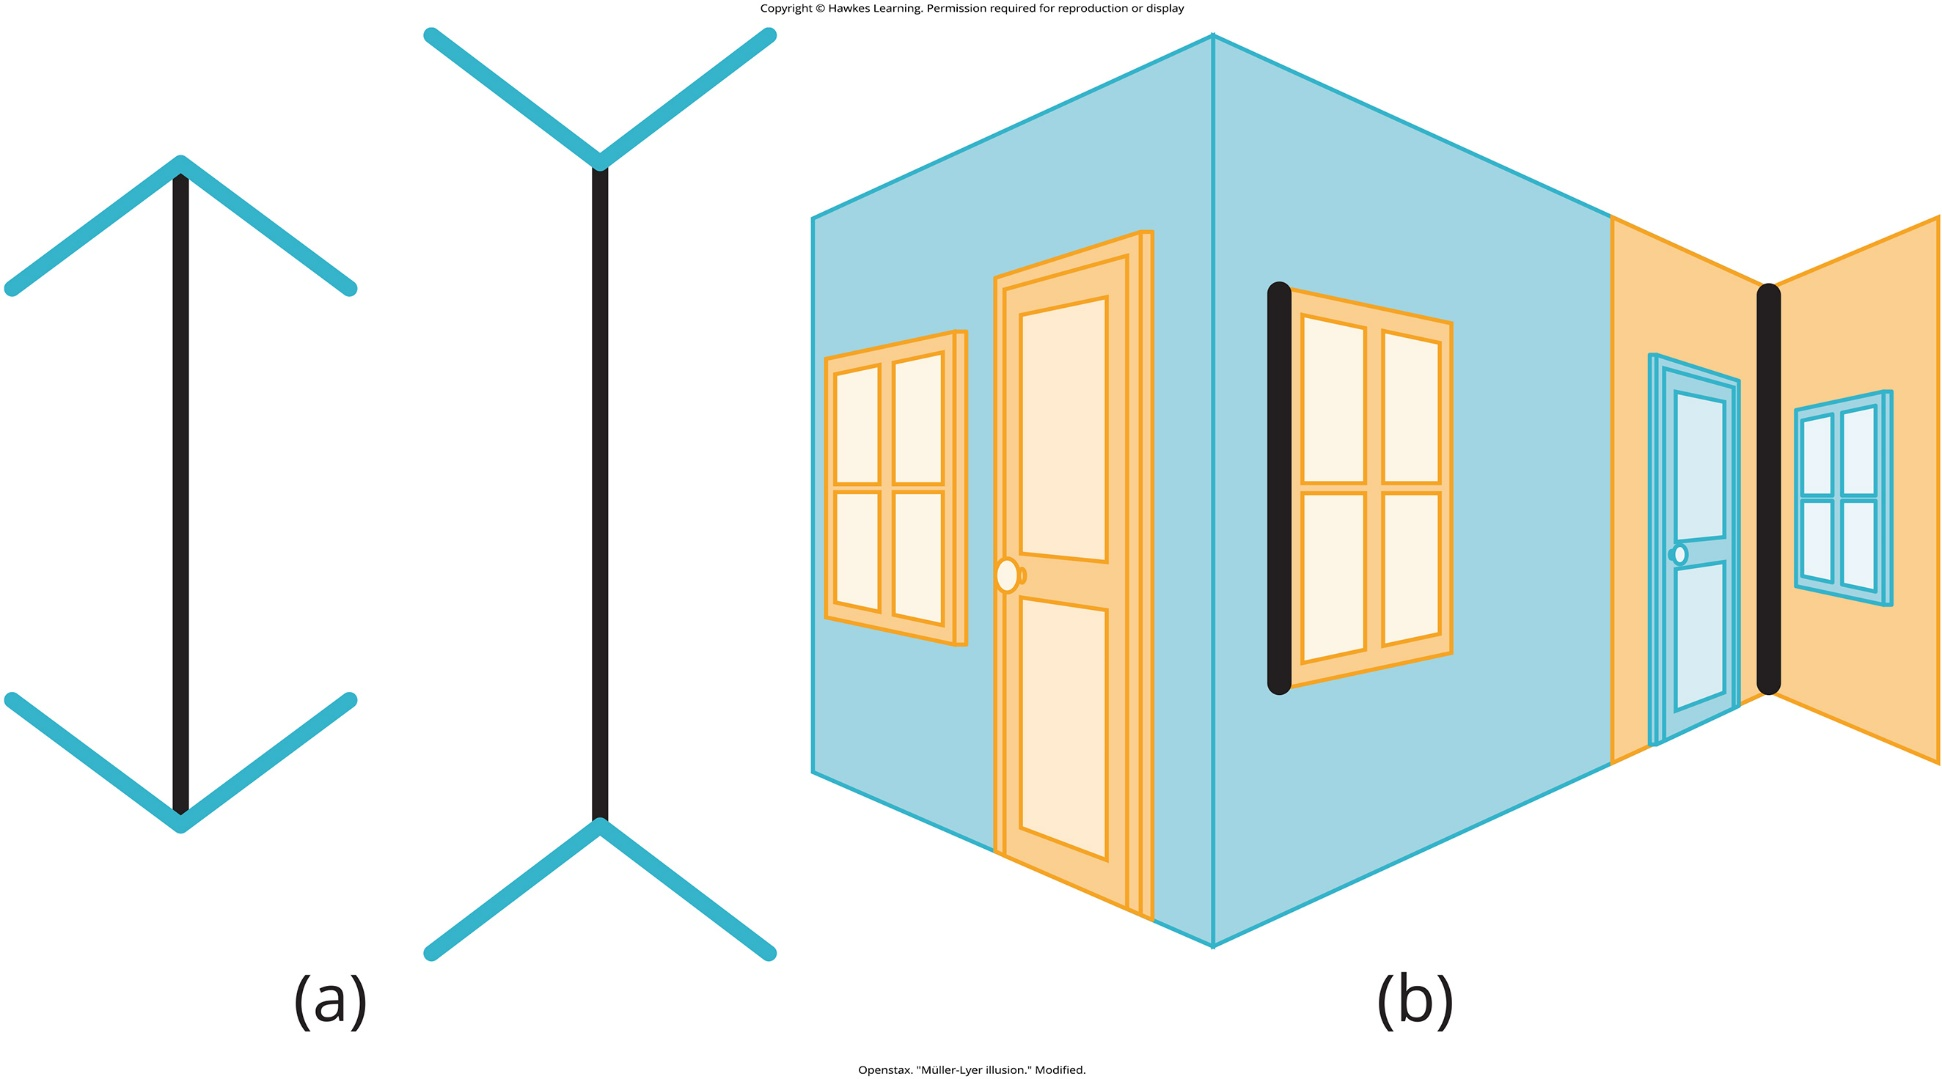 Copyright © Hawkes Learning. Permission required for reproduction or display
(a)
(b)
Openstax. "Müller-Lyer illusion." Modified.